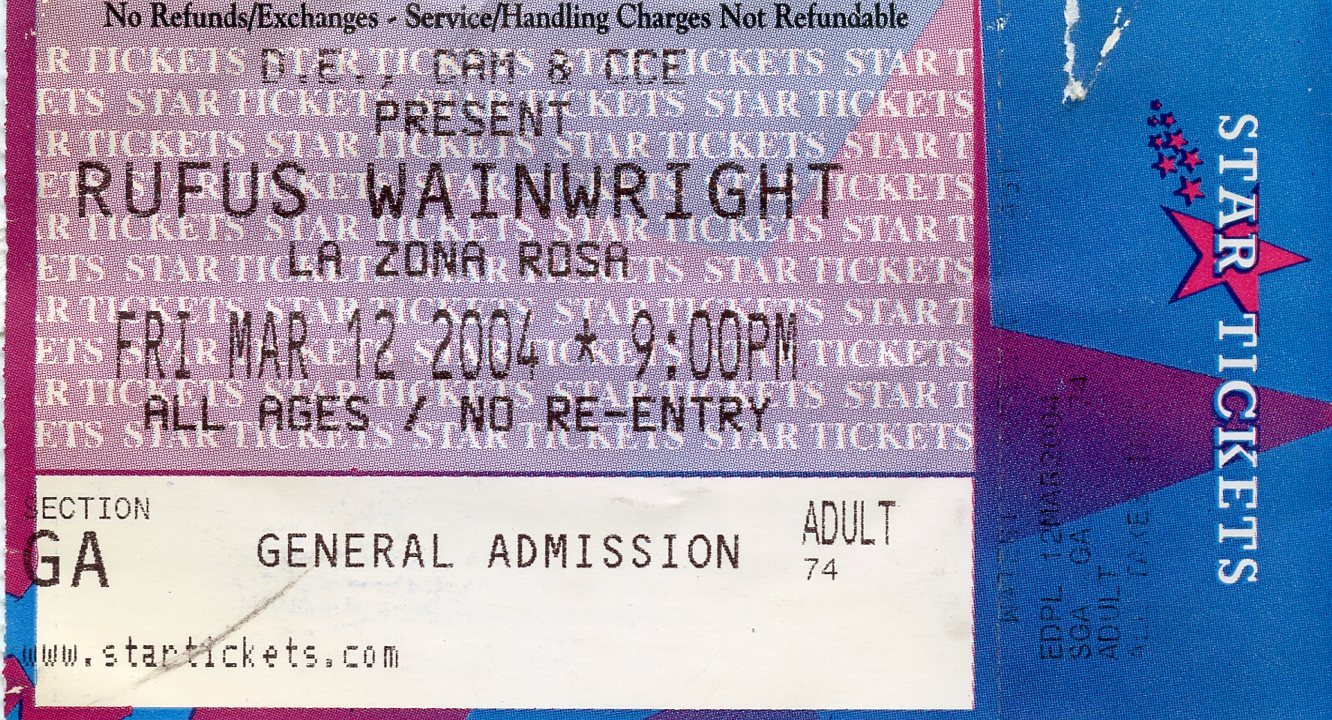 No Refunds/Exchanges - Service/Handling Charges Not Refundable
D.E., CAM & CCE
PRESENT
RUFUS WAINWRIGHT
LA ZONA ROSA
FRI MAR 12 2004 * 9:00PM
ALL AGES / NO RE-ENTRY
SECTION
GA
GENERAL ADMISSION
ADULT
74
www.startickets.com
STAR TICKETS
EDPL 12MAR2004
SGA GA 74
ADULT